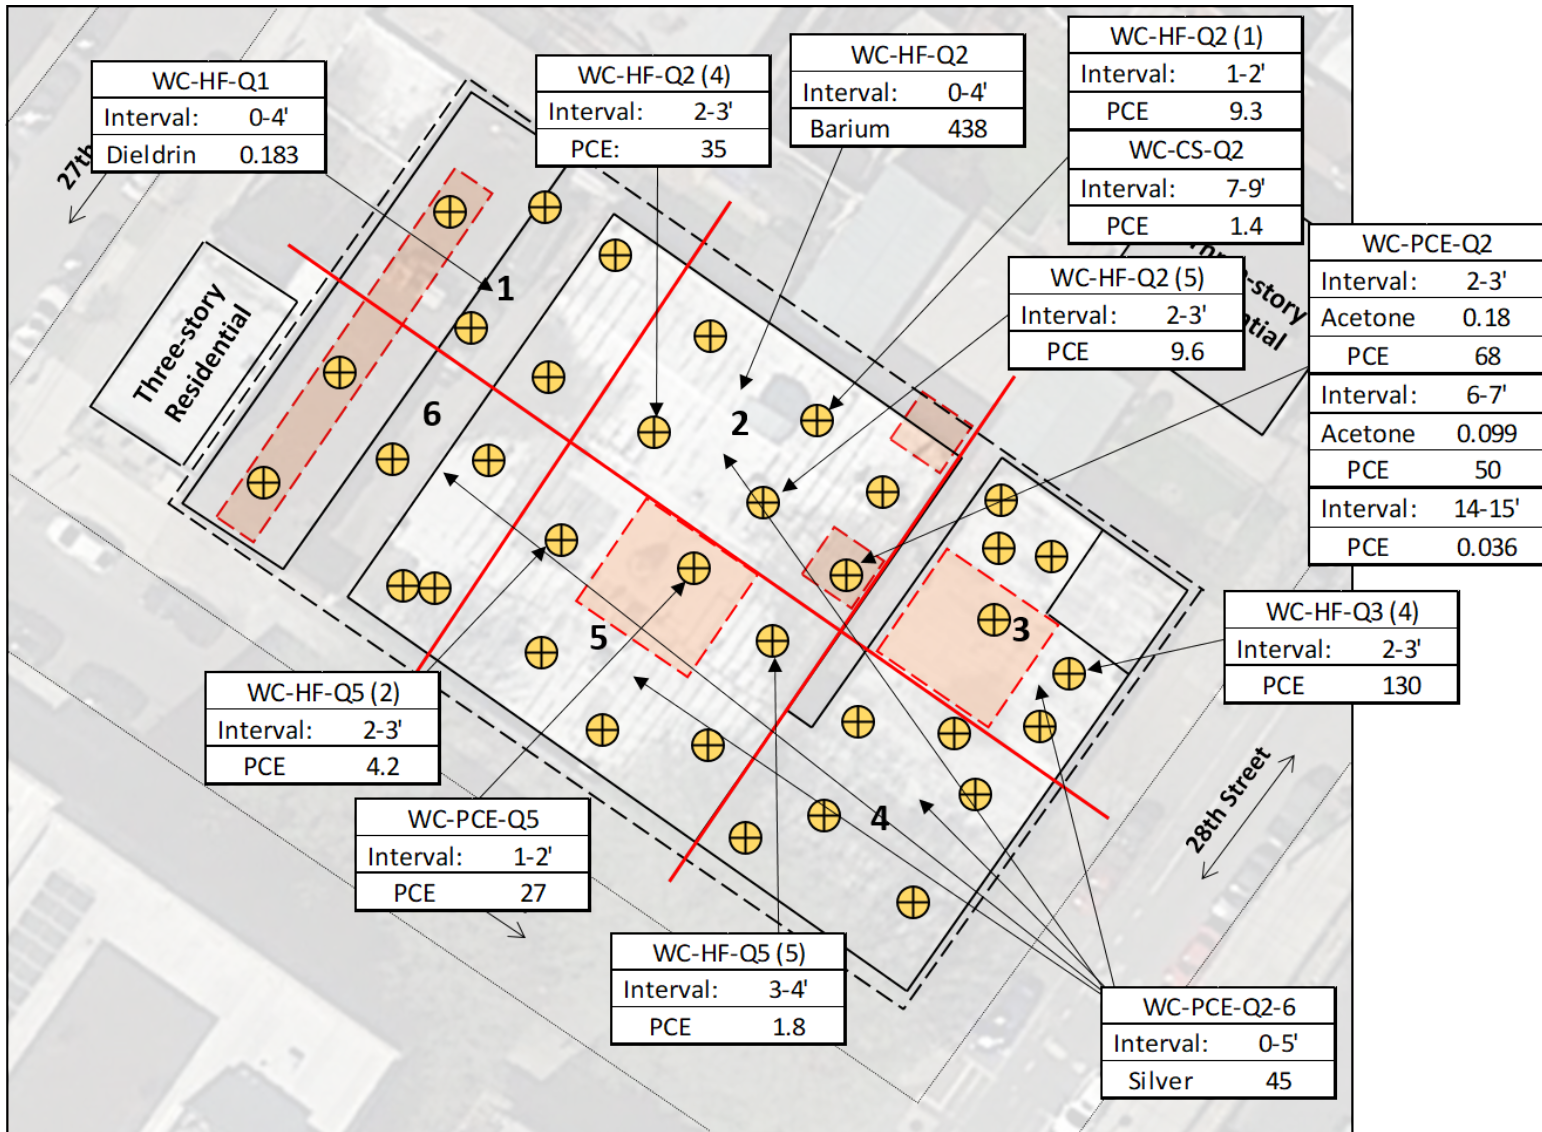 WC-HF-Q1
Interval: 0-4'
Dieldrin 0.183
WC-HF-Q2 (4)
Interval: 2-3'
PCE: 35
WC-HF-Q2
Interval: 0-4'
Barium 438
WC-HF-Q2 (1)
Interval: 1-2'
PCE 9.3
WC-CS-Q2
Interval: 7-9'
PCE 1.4
WC-PCE-Q2
Interval: 2-3'
Acetone 0.18
PCE 68
Interval: 6-7'
Acetone 0.099
PCE 50
Interval: 14-15'
PCE 0.036
WC-HF-Q2 (5)
Interval: 2-3'
PCE 9.6
27th
Three-story
Residential
1
2
6
5
3
4
WC-HF-Q3 (4)
Interval: 2-3'
PCE 130
WC-HF-Q5 (2)
Interval: 2-3'
PCE 4.2
WC-PCE-Q5
Interval: 1-2'
PCE 27
28th Street
WC-HF-Q5 (5)
Interval: 3-4'
PCE 1.8
WC-PCE-Q2-6
Interval: 0-5'
Silver 45